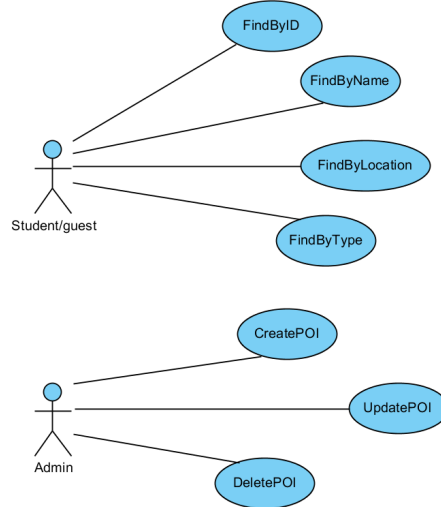 FindByID
FindByName
FindByLocation
Student/guest
FindByType
CreatePOI
UpdatePOI
Admin
DeletePOI